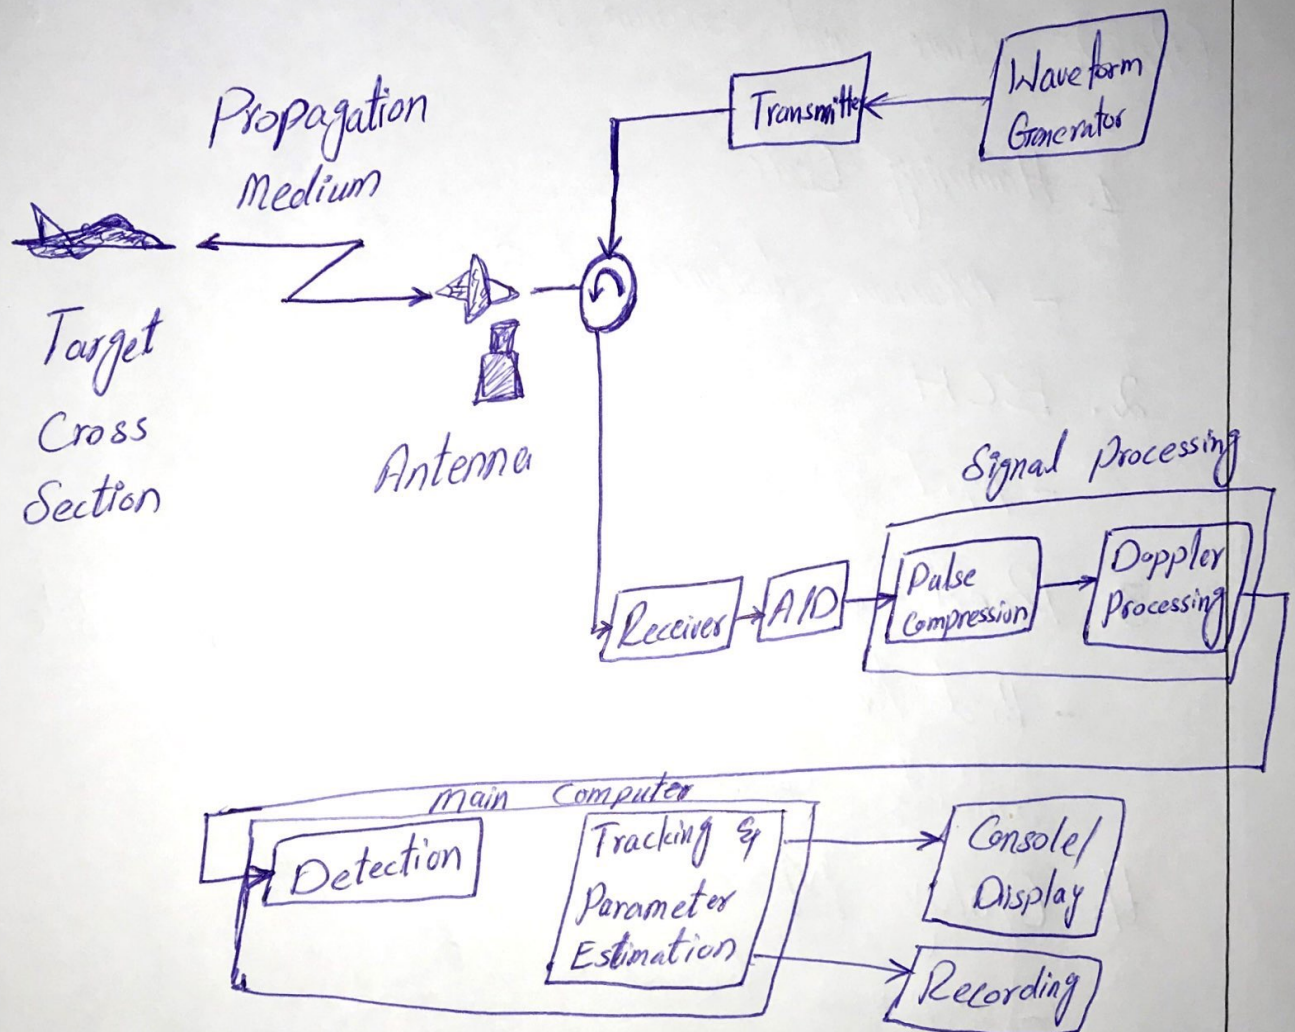 Propagation
Medium
Transmitter
Waveform
Generator
Target
Cross
Section
Antenna
Signal Processing
Receiver
A/D
Pulse
Compression
Doppler
Processing
Main Computer
Detection
Tracking &
Parameter
Estimation
Console/
Display
Recording